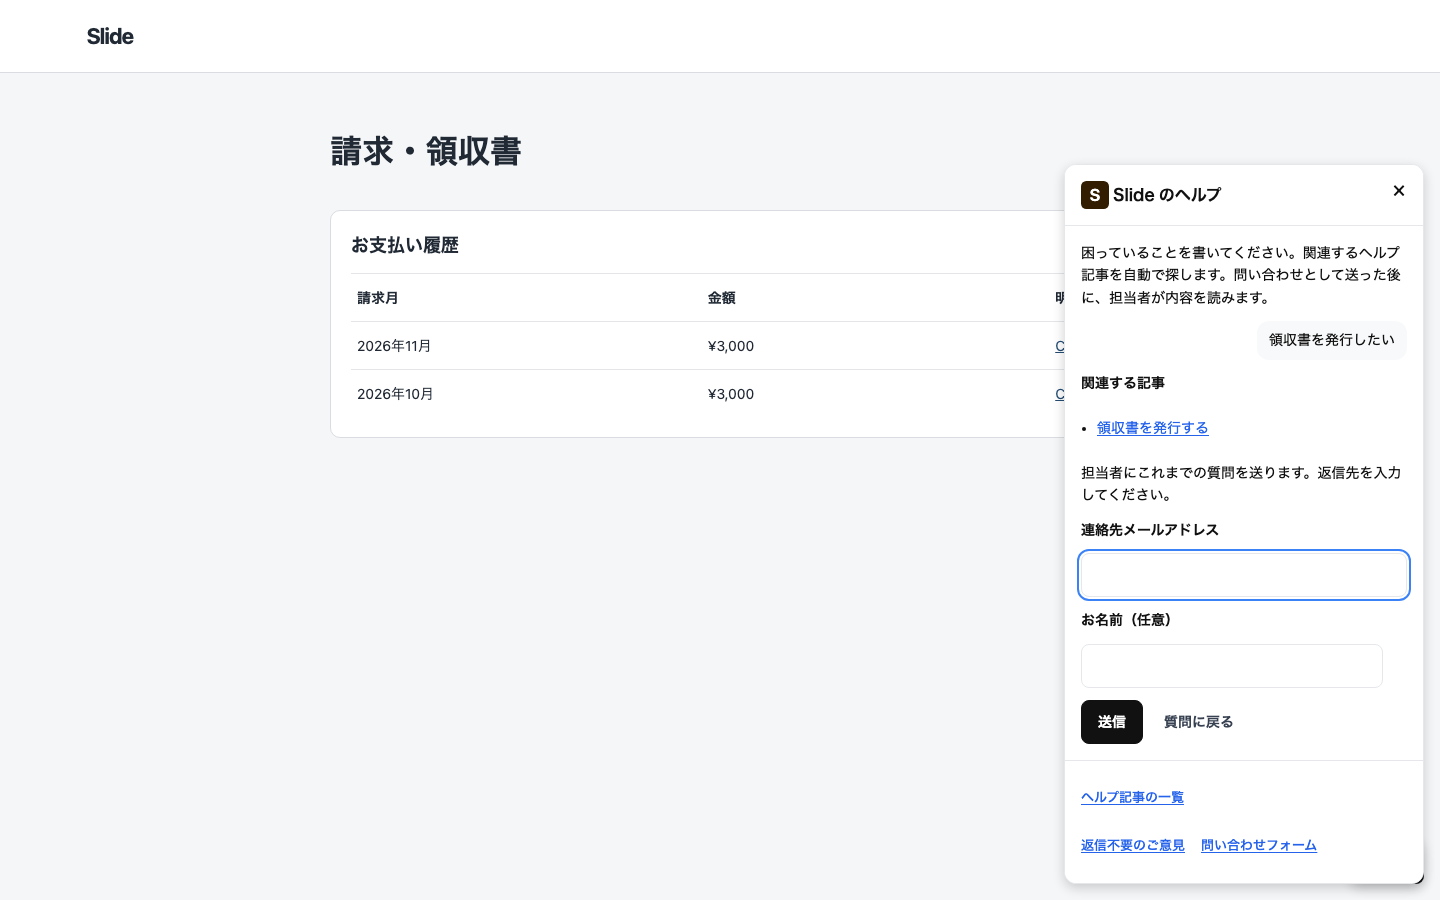 Slide
請求・領収書
お支払い履歴
請求月 金額
2026年11月 ¥3,000
2026年10月 ¥3,000
S Slide のヘルプ ×
困っていることを書いてください。関連するヘルプ
記事を自動で探します。問い合わせとして送った後
に、担当者が内容を読みます。
領収書を発行したい
関連する記事
• 領収書を発行する
担当者にこれまでの質問を送ります。返信先を入力
してください。
連絡先メールアドレス
お名前（任意）
送信 質問に戻る
ヘルプ記事の一覧
返信不要のご意見 問い合わせフォーム